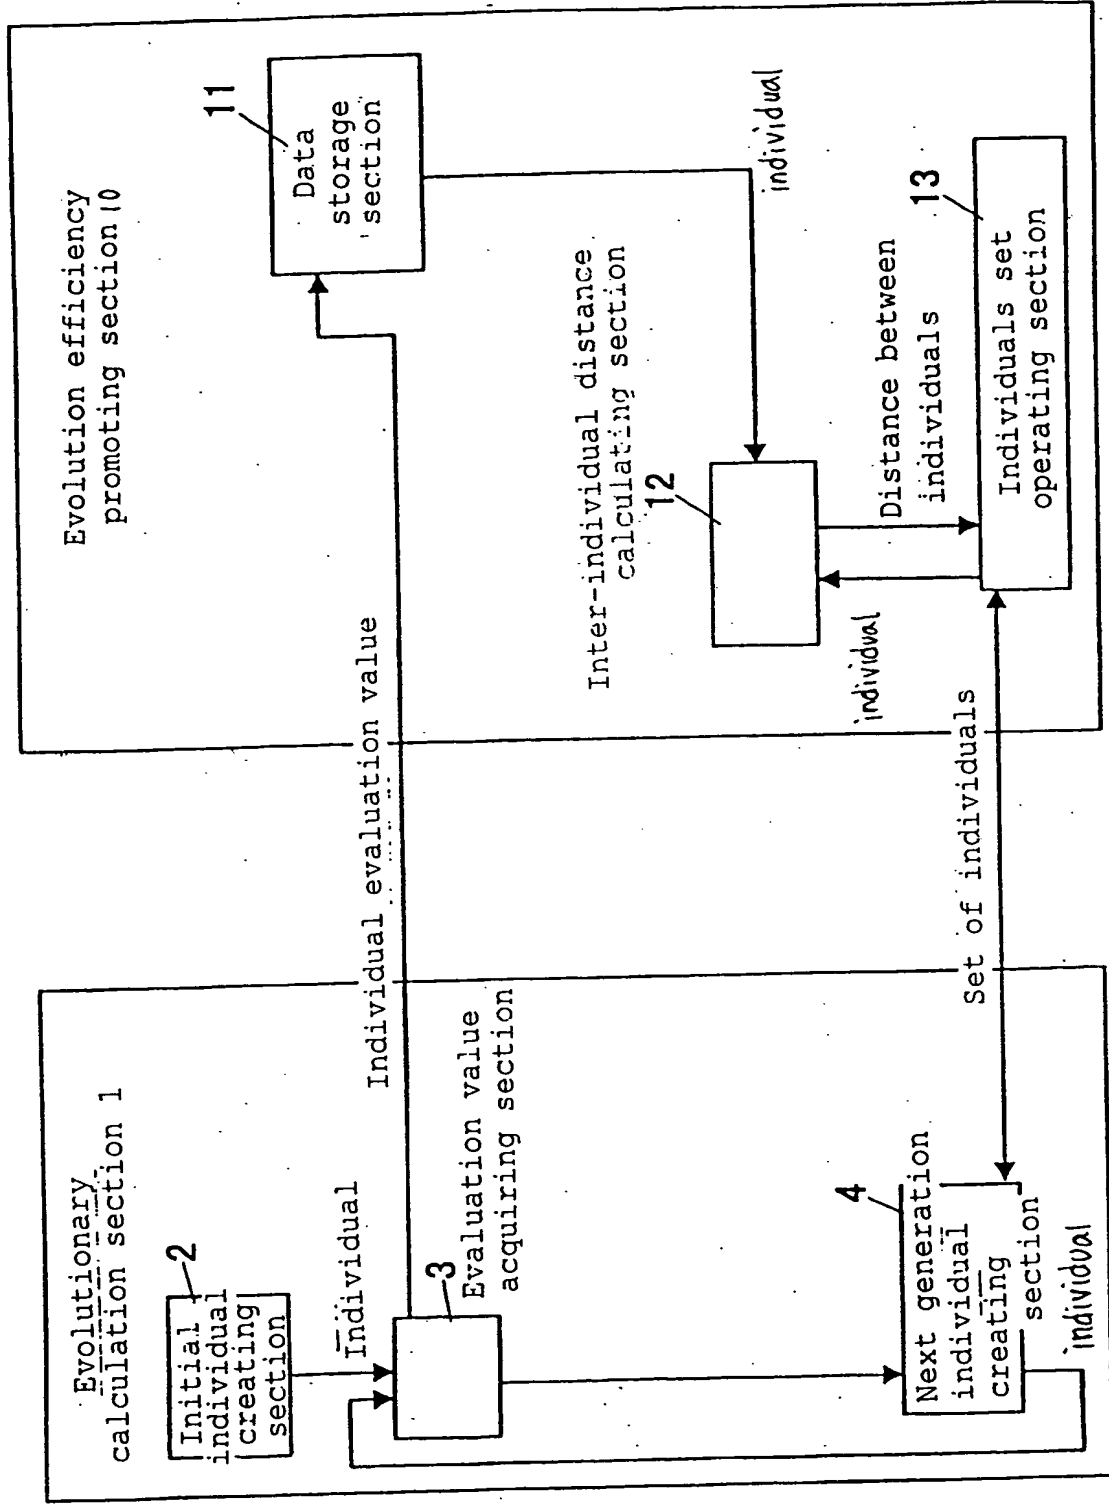 Evolutionary
calculation section 1
2
Initial
individual
creating
section
Individual
3
Evaluation value
acquiring section
4
Next generation
individual
creating
section
individual
Individual evaluation value
Set of individuals
Evolution efficiency
promoting section 10
11
Data
storage
section
individual
Inter-individual distance
calculating section
12
individual
Distance between
individuals
13
Individuals set
operating section